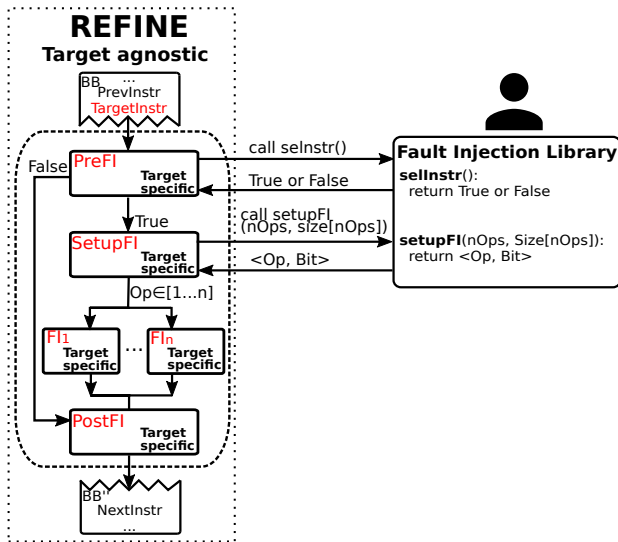 REFINE
Target agnostic
BB ...
PrevInstr
TargetInstr
False
PreFI
Target
specific
call selnstr()
True or False
True
Fault Injection Library
selInstr():
return True or False
call setupFI
(nOps, size[nOps])
SetupFI
Target
specific
<Op, Bit>
setupFI(nOps, Size[nOps]):
return <Op, Bit>
Op∈[1...n]
FI1
Target
specific
...
FIn
Target
specific
PostFI
Target
specific
BB''
NextInstr
...